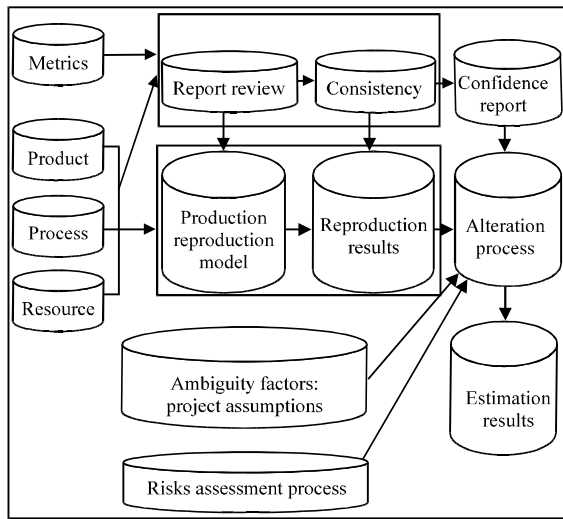 Metrics
Report review
Consistency
Confidence
report
Product
Process
Resource
Production
reproduction
model
Reproduction
results
Alteration
process
Ambiguity factors:
project assumptions
Estimation
results
Risks assessment process